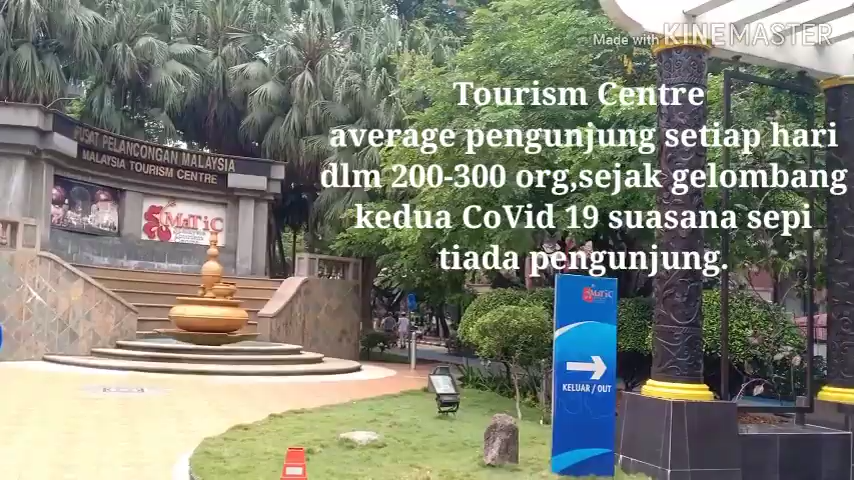 Made with KINEMASTER
Tourism Centre
average pengunjung setiap hari
dlm 200-300 org,sejak gelombang
kedua CoVid 19 suasana sepi
tiada pengunjung.
PUSAT PELANCONGAN MALAYSIA
MALAYSIA TOURISM CENTRE
MaTiC
MaTiC
KELUAR / OUT